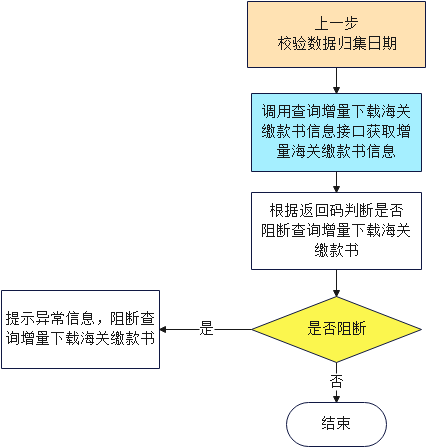 上一步
校验数据归集日期
调用查询增量下载海关
缴款书信息接口获取增
量海关缴款书信息
根据返回码判断是否
阻断查询增量下载海关
缴款书
提示异常信息，阻断查
询增量下载海关缴款书
是
是否阻断
否
结束